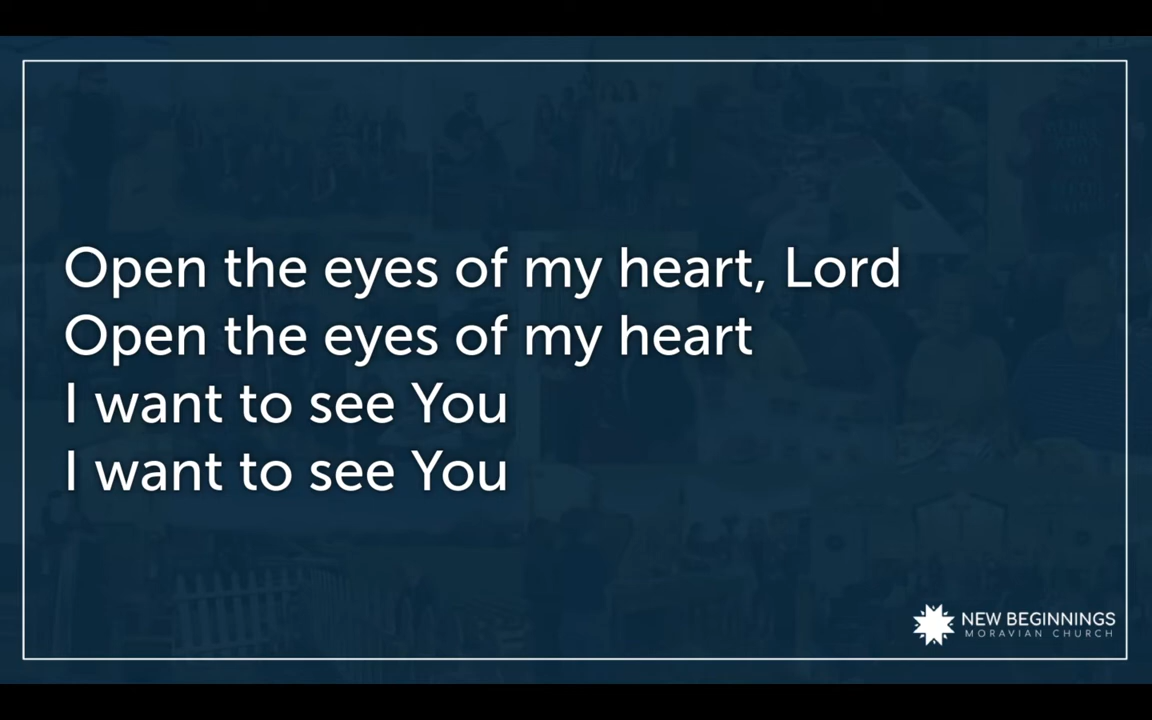 Open the eyes of my heart, Lord
Open the eyes of my heart
I want to see You
I want to see You
NEW BEGINNINGS
MORAVIAN CHURCH